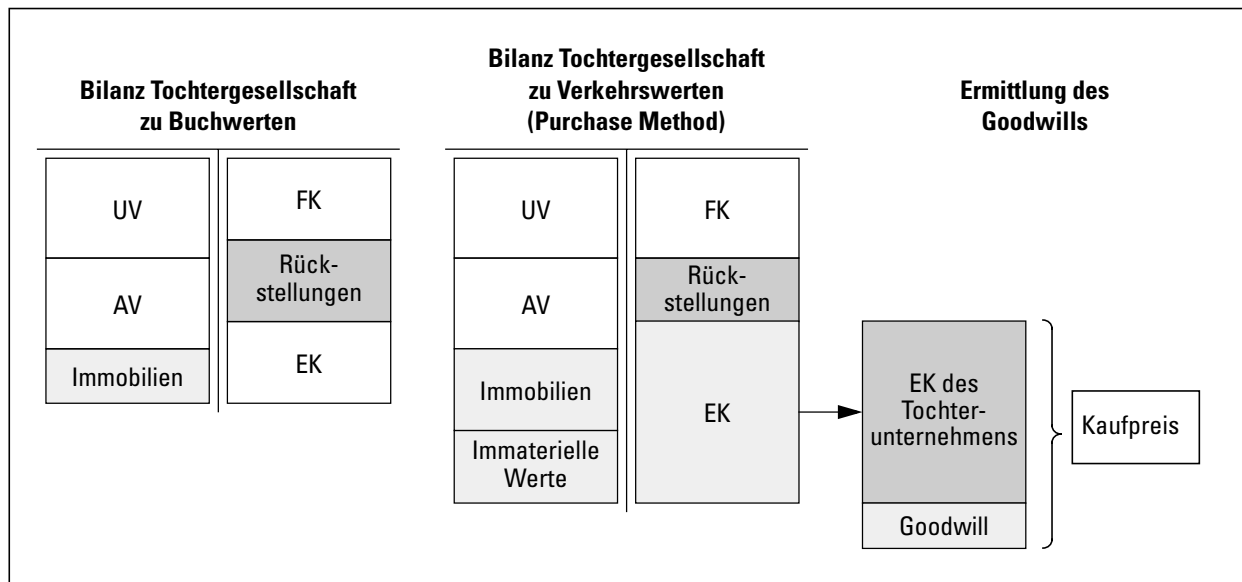 Bilanz Tochtergesellschaft
zu Buchwerten
UV
AV
Immobilien
FK
Rück-
stellungen
EK
Bilanz Tochtergesellschaft
zu Verkehrswerten
(Purchase Method)
UV
AV
Immobilien
Immaterielle
Werte
FK
Rück-
stellungen
EK
Ermittlung des
Goodwills
EK des
Tochter-
unternehmens
Goodwill
Kaufpreis